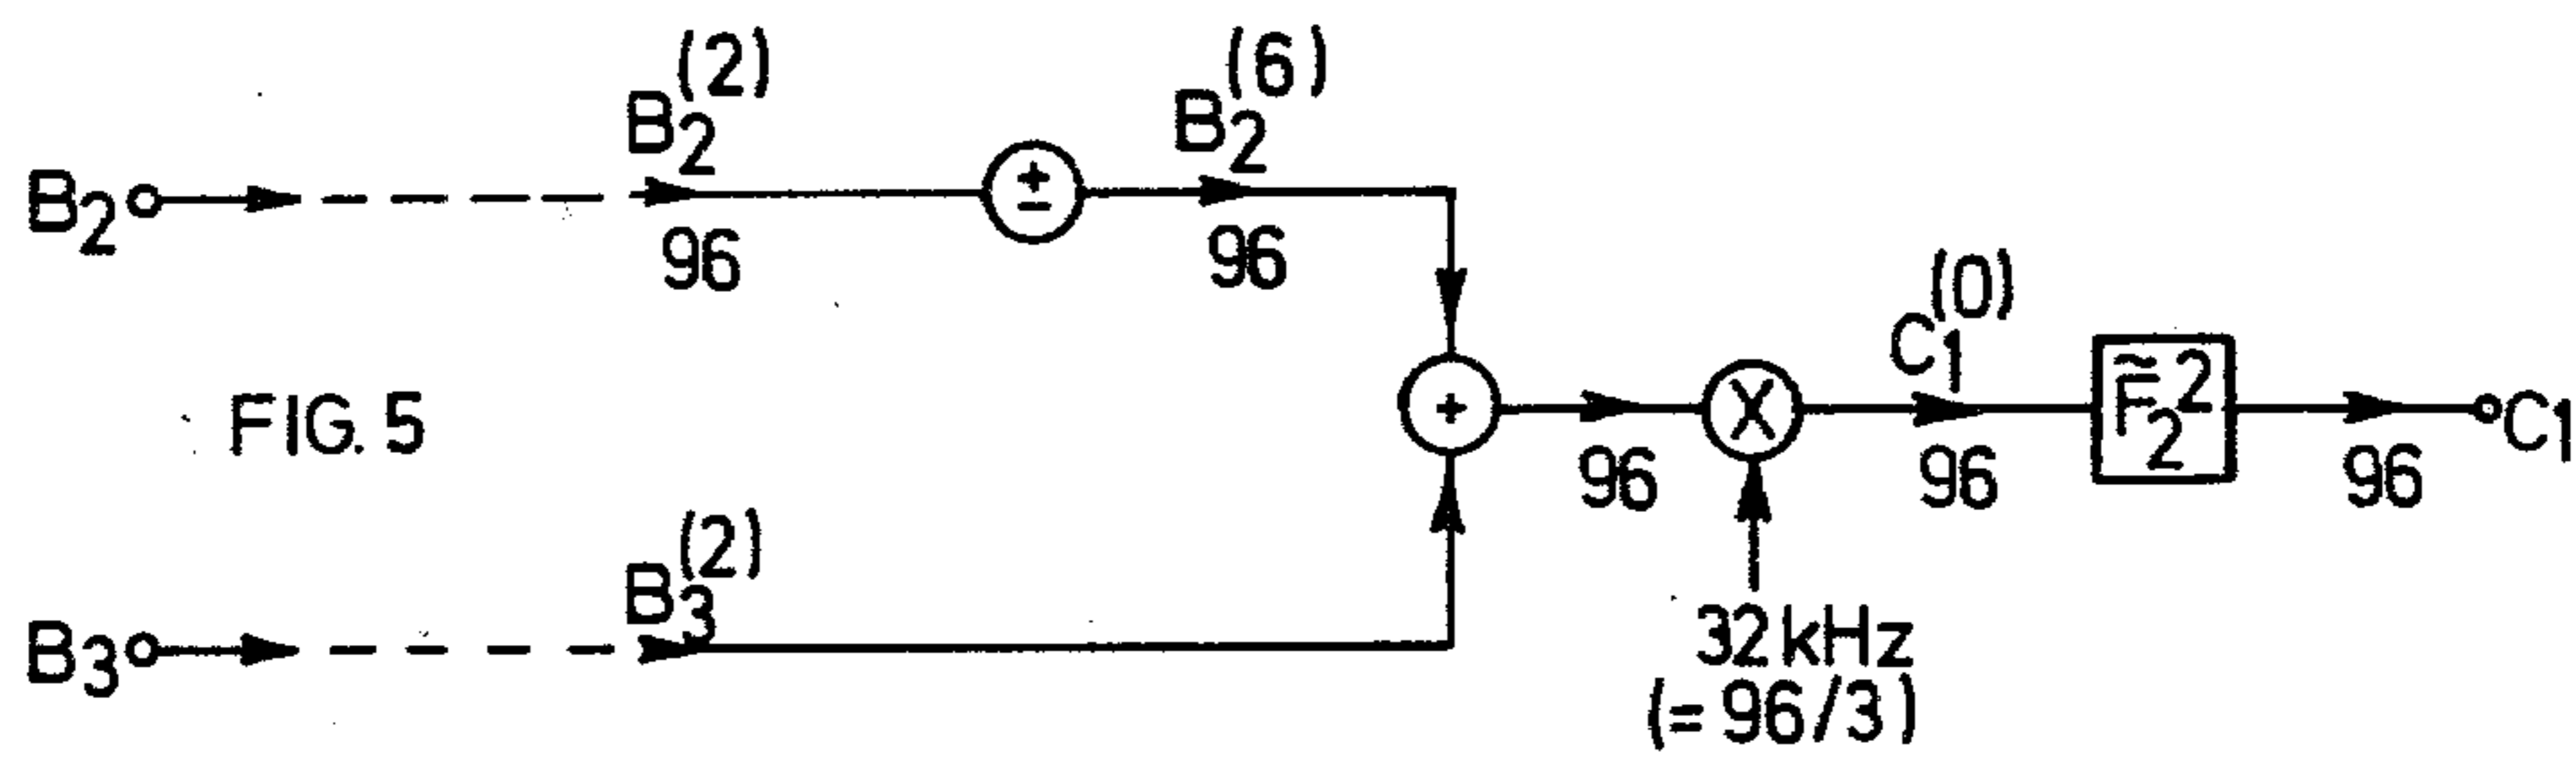 B₂
B₂⁽²⁾
96
±
B₂⁽⁶⁾
96
FIG. 5
+
96
X
32 kHz
(= 96/3)
C₁⁽⁰⁾
96
F̃₂²
96
C₁
B₃
B₃⁽²⁾